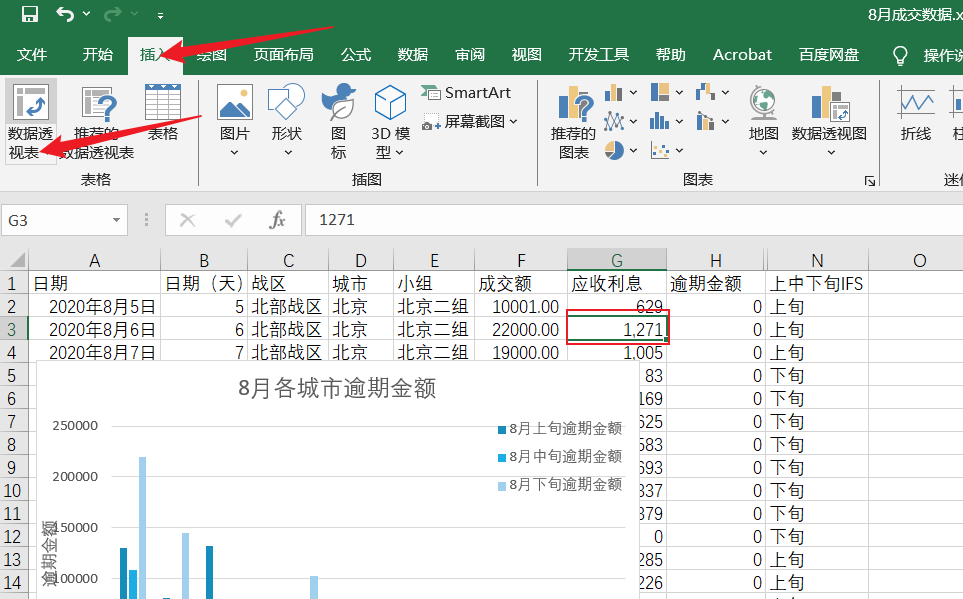 8月成交数据.x
文件 开始 插入 绘图 页面布局 公式 数据 审阅 视图 开发工具 帮助 Acrobat 百度网盘 操作说
数据透视表
推荐的数据透视表
表格
表格
图片
形状
图标
3D 模型
SmartArt
屏幕截图
插图
推荐的图表
地图
数据透视图
图表
折线
柱
迷
G3 fx 1271
A B C D E F G H N O
1 日期 日期（天） 战区 城市 小组 成交额 应收利息 逾期金额 上中下旬IFS
2 2020年8月5日 5 北部战区 北京 北京二组 10001.00 629 0 上旬
3 2020年8月6日 6 北部战区 北京 北京二组 22000.00 1,271 0 上旬
4 2020年8月7日 7 北部战区 北京 北京二组 19000.00 1,005 0 上旬
5 83 0 下旬
6 169 0 下旬
7 625 0 下旬
8 583 0 下旬
9 693 0 下旬
10 337 0 下旬
11 379 0 下旬
12 0 0 下旬
13 285 0 上旬
14 226 0 上旬
8月各城市逾期金额
8月上旬逾期金额
8月中旬逾期金额
8月下旬逾期金额
250000
200000
150000
100000
逾期金额